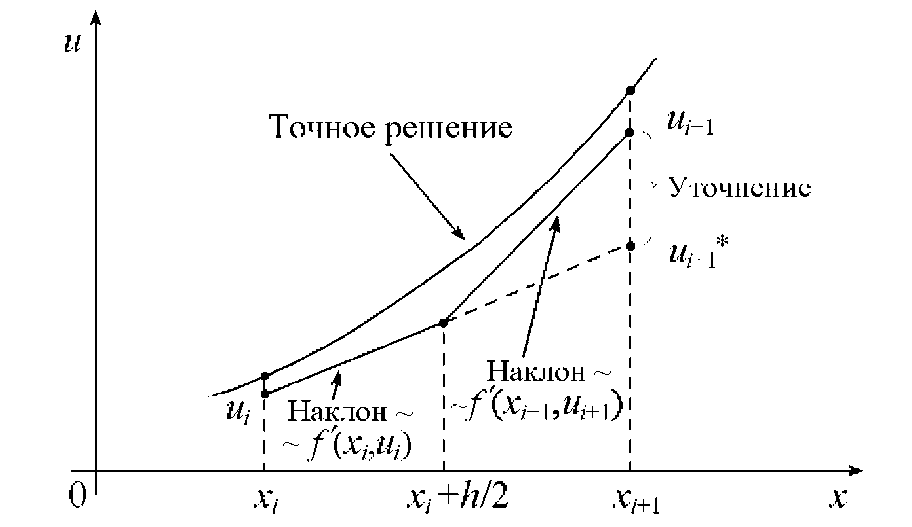 u
Точное решение
u_{i-1}
Уточнение
u_{i-1}*
u_i
Наклон ~
~ f′(x_i,u_i)
Наклон ~
~f′(x_{i-1},u_{i+1})
0
x_i
x_i+h/2
x_{i+1}
x